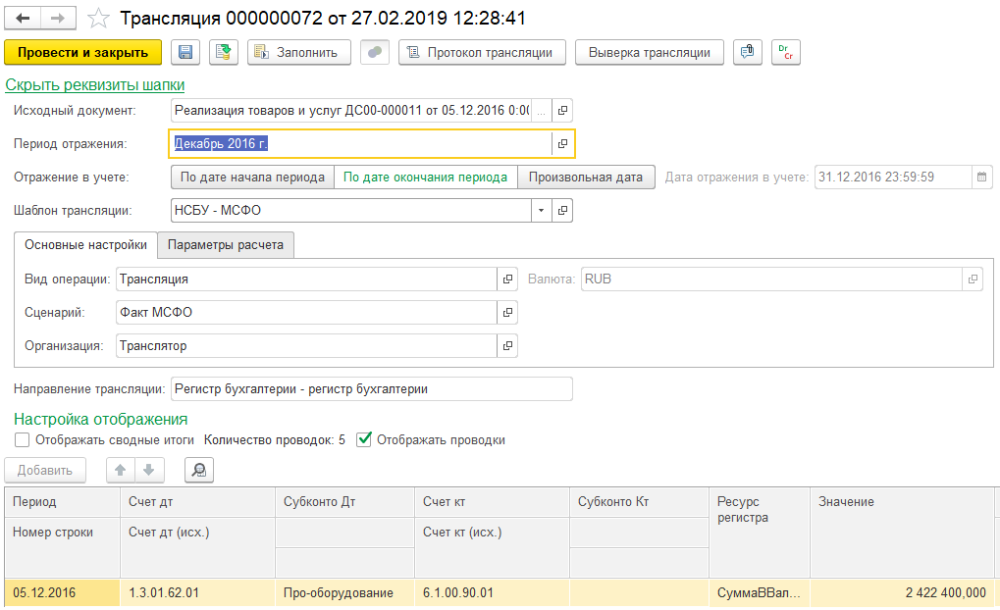 Трансляция 000000072 от 27.02.2019 12:28:41
Провести и закрыть Заполнить Протокол трансляции Выверка трансляции Dr Cr
Скрыть реквизиты шапки
Исходный документ: Реализация товаров и услуг ДС00-000011 от 05.12.2016 0:00 ...
Период отражения: Декабрь 2016 г.
Отражение в учете: По дате начала периода По дате окончания периода Произвольная дата Дата отражения в учете: 31.12.2016 23:59:59
Шаблон трансляции: НСБУ - МСФО
Основные настройки Параметры расчета
Вид операции: Трансляция Валюта: RUB
Сценарий: Факт МСФО
Организация: Транслятор
Направление трансляции: Регистр бухгалтерии - регистр бухгалтерии
Настройка отображения
Отображать сводные итоги Количество проводок: 5 Отображать проводки
Добавить
Период Счет дт Субконто Дт Счет кт Субконто Кт Ресурс регистра Значение
Номер строки Счет дт (исх.) Счет кт (исх.)
05.12.2016 1.3.01.62.01 Про-оборудование 6.1.00.90.01 СуммаВВал... 2 422 400,000